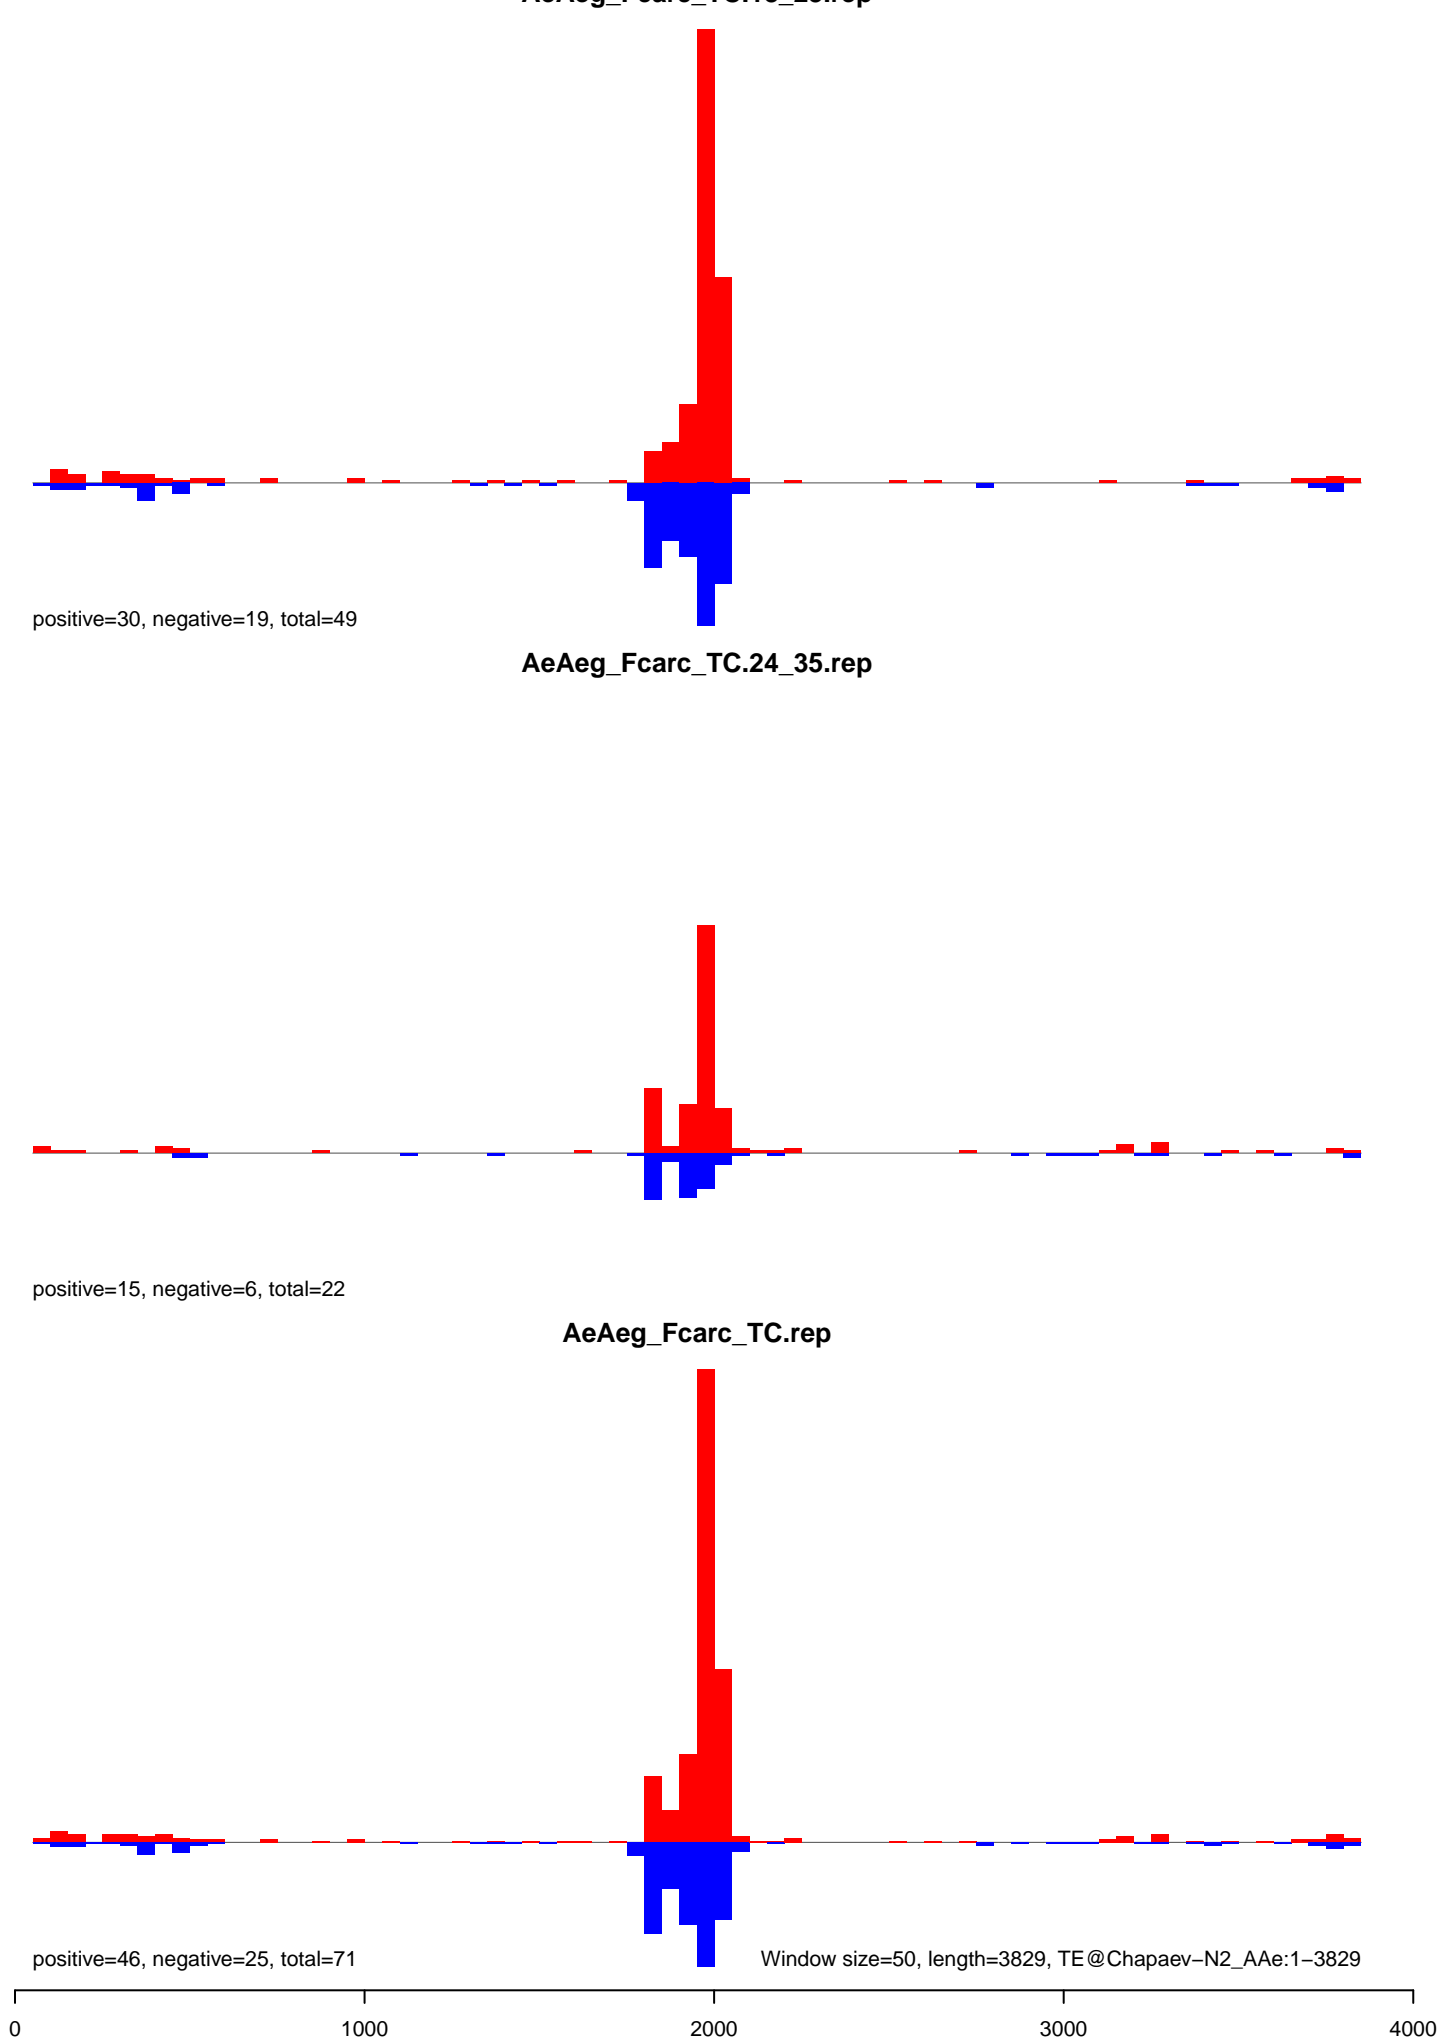 positive=30, negative=19, total=49
AeAeg_Fcarc_TC.24_35.rep
positive=15, negative=6, total=22
AeAeg_Fcarc_TC.rep
positive=46, negative=25, total=71
Window size=50, length=3829, TE@Chapaev−N2_AAe:1−3829
0 1000 2000 3000 4000